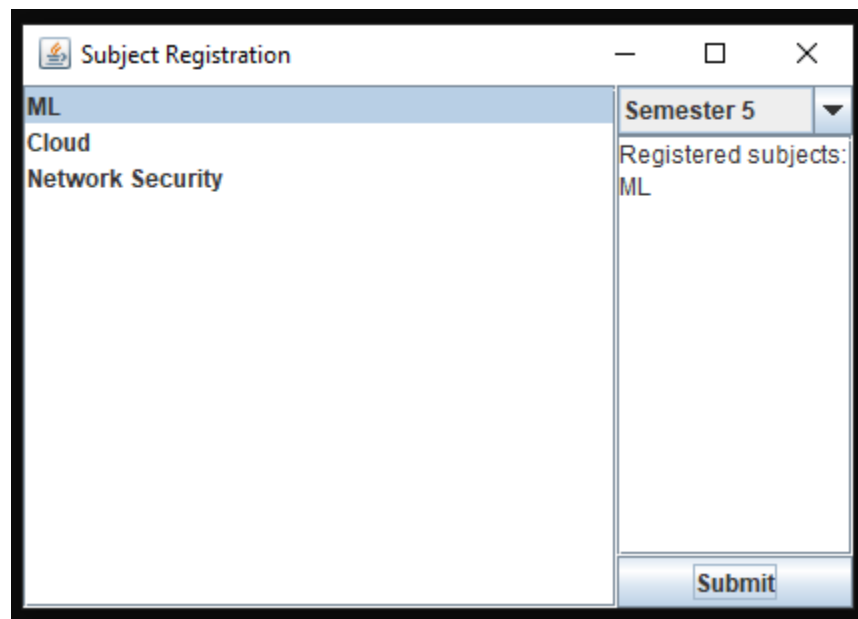 Subject Registration
ML
Cloud
Network Security
Semester 5
Registered subjects:
ML
Submit